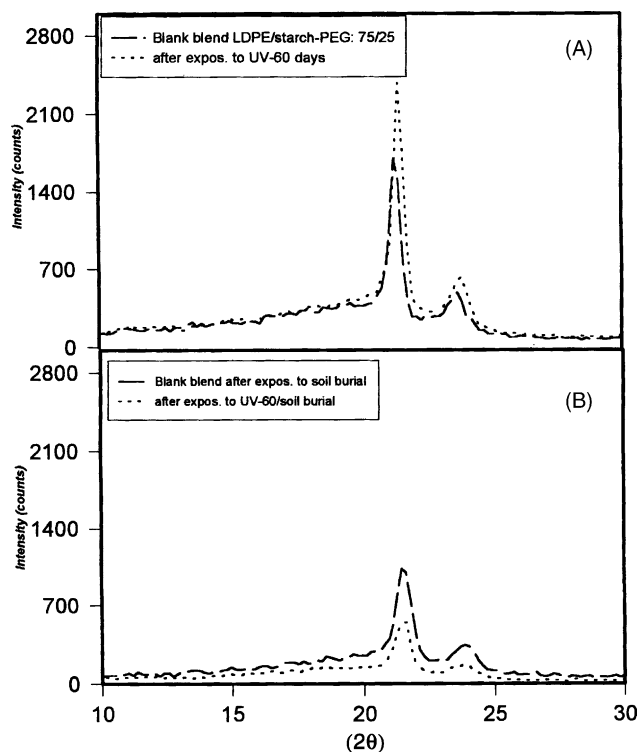 2800
Blank blend LDPE/starch-PEG: 75/25
after expos. to UV-60 days
(A)
2100
Intensity (counts)
1400
700
0
2800
Blank blend after expos. to soil burial
after expos. to UV-60/soil burial
(B)
2100
Intensity (counts)
1400
700
0
10 15 20 25 30
(2θ)